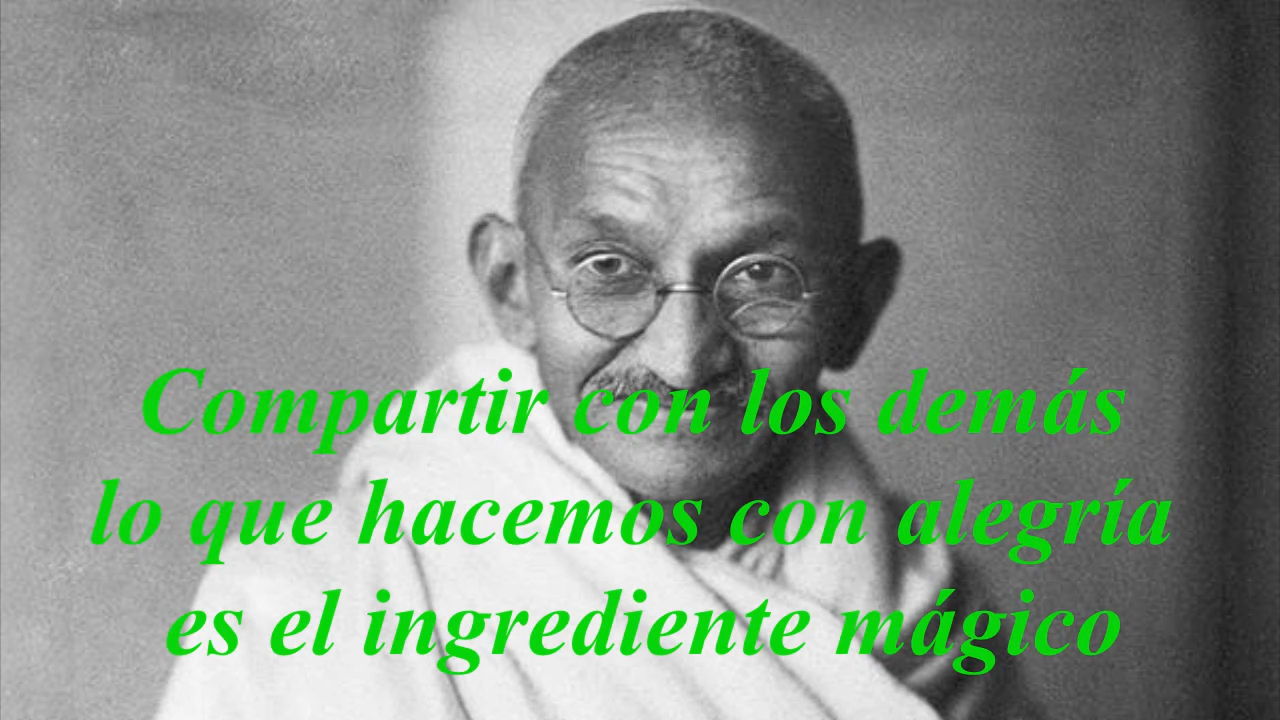 Compartir con los demás
lo que hacemos con alegría
es el ingrediente mágico